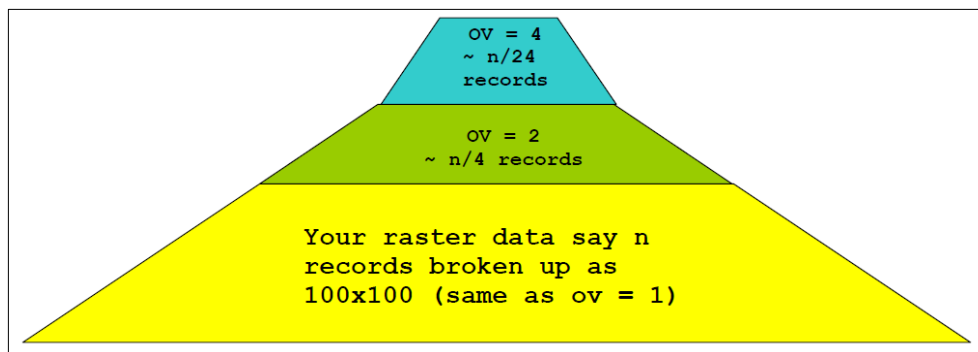 OV = 4
~ n/24
records
OV = 2
~ n/4 records
Your raster data say n
records broken up as
100x100 (same as ov = 1)